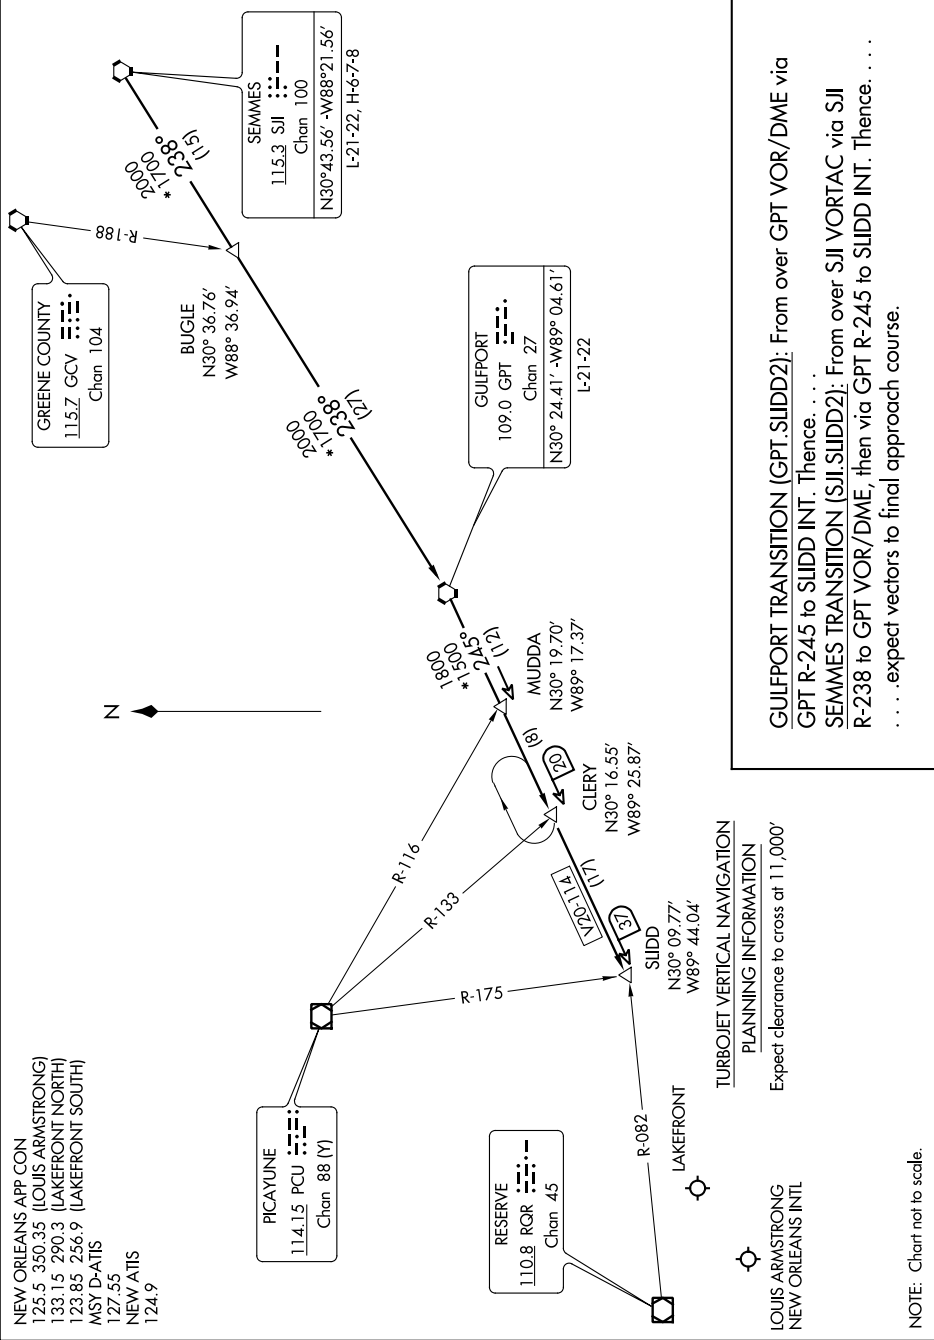 NEW ORLEANS APP CON
125.5 350.35 (LOUIS ARMSTRONG)
133.15 290.3 (LAKEFRONT NORTH)
123.85 256.9 (LAKEFRONT SOUTH)
MSY D-ATIS
127.55
NEW ATIS
124.9
GREENE COUNTY
115.7 GCV
Chan 104
R-188
SEMMES
115.3 SJI
Chan 100
N30°43.56′ -W88°21.56′
L-21-22, H-6-7-8
2000
*1700
238°
(15)
BUGLE
N30° 36.76′
W88° 36.94′
2000
*1700
238°
(27)
GULFPORT
109.0 GPT
Chan 27
N30° 24.41′ -W89° 04.61′
L-21-22
N
1800
*1500
245°
(12)
MUDDA
N30° 19.70′
W89° 17.37′
(8)
20
CLERY
N30° 16.55′
W89° 25.87′
R-116
R-133
R-175
V20-114
(17)
37
SLIDD
N30° 09.77′
W89° 44.04′
PICAYUNE
114.15 PCU
Chan 88 (Y)
RESERVE
110.8 RQR
Chan 45
R-082
LAKEFRONT
LOUIS ARMSTRONG
NEW ORLEANS INTL
TURBOJET VERTICAL NAVIGATION
PLANNING INFORMATION
Expect clearance to cross at 11,000′
NOTE: Chart not to scale.
GULFPORT TRANSITION (GPT.SLIDD2): From over GPT VOR/DME via
GPT R-245 to SLIDD INT. Thence. . . .
SEMMES TRANSITION (SJI.SLIDD2): From over SJI VORTAC via SJI
R-238 to GPT VOR/DME, then via GPT R-245 to SLIDD INT. Thence. . . .
. . . .expect vectors to final approach course.